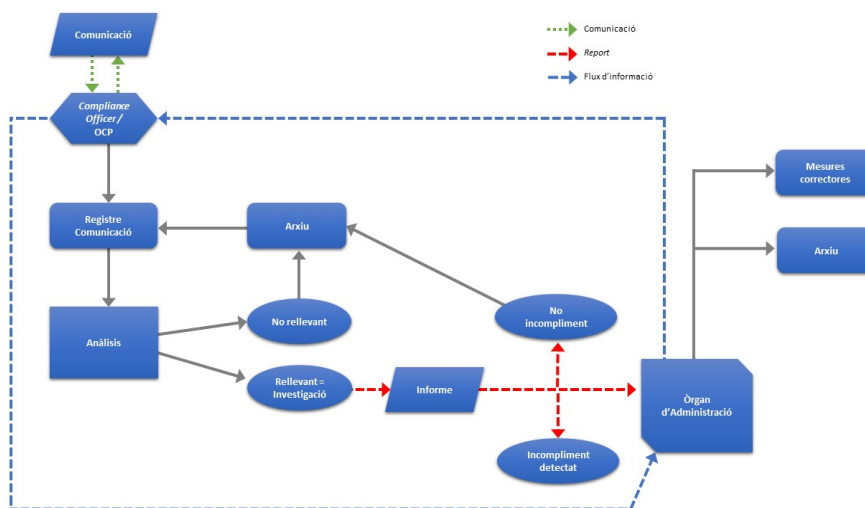 Comunicació
Comunicació
Report
Flux d'informació
Compliance
Officer /
OCP
Mesures
correctores
Registre
Comunicació
Arxiu
Arxiu
No rellevant
No
incompliment
Anàlisis
Rellevant =
Investigació
Informe
Òrgan
d'Administració
Incompliment
detectat